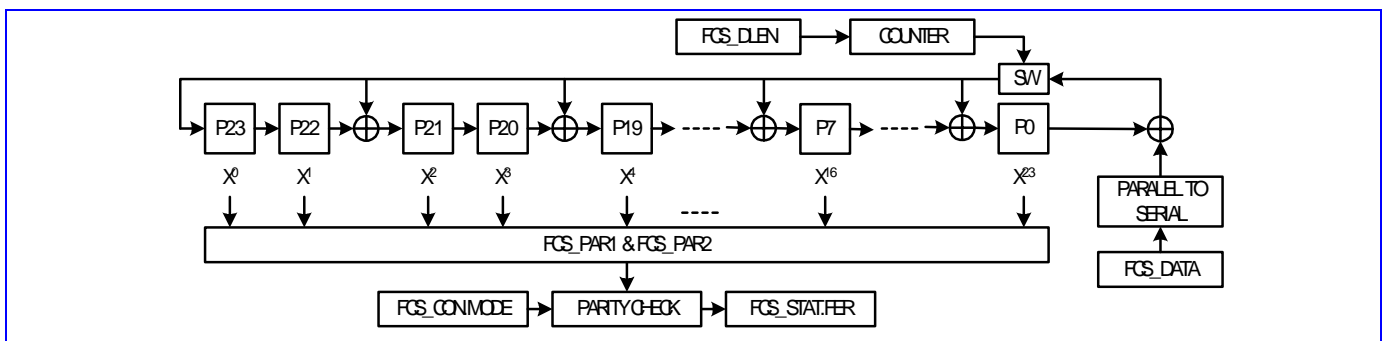 FCS_DLEN COUNTER
SW
P23 P22 P21 P20 P19 P7 P0
X0 X1 X2 X3 X4 X16 X23
PARALEL TO
SERIAL
FCS_PAR1 & FCS_PAR2
FCS_DATA
FCS_CON.MODE PARITY CHECK FCS_STAT.FER